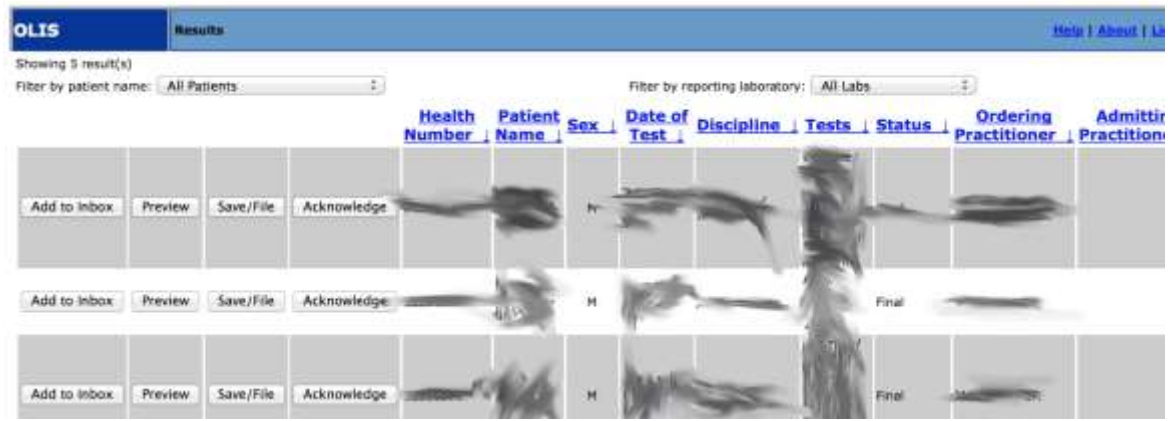 OLIS Results Help | About |
Showing 5 result(s)
Filter by patient name: All Patients Filter by reporting laboratory: All Labs
Health Number ↓ Patient Name ↓ Sex ↓ Date of Test ↓ Discipline ↓ Tests ↓ Status ↓ Ordering Practitioner ↓ Admitting Practitioner
Add to Inbox Preview Save/File Acknowledge M
Add to Inbox Preview Save/File Acknowledge M Final
Add to Inbox Preview Save/File Acknowledge M Final